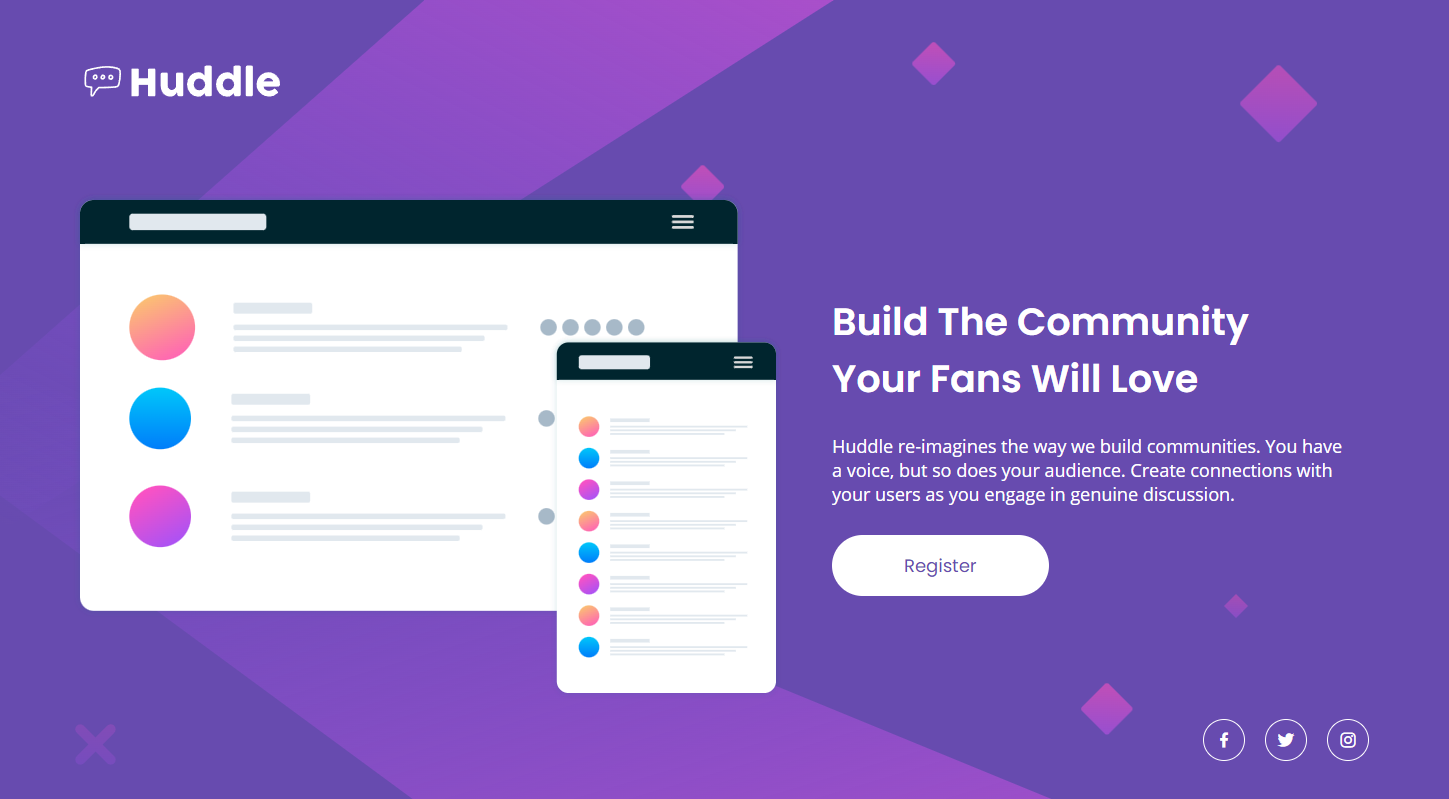 Huddle
Build The Community
Your Fans Will Love
Huddle re-imagines the way we build communities. You have
a voice, but so does your audience. Create connections with
your users as you engage in genuine discussion.
Register